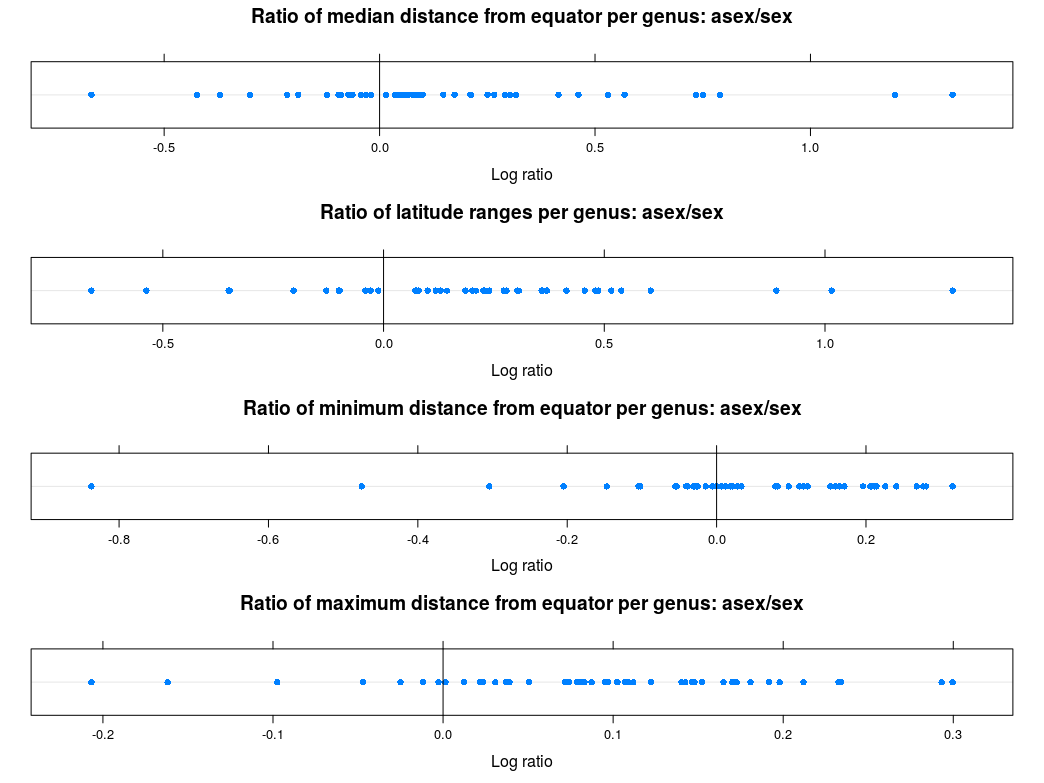 Ratio of median distance from equator per genus: asex/sex
-0.5 0.0 0.5 1.0
Log ratio
Ratio of latitude ranges per genus: asex/sex
-0.5 0.0 0.5 1.0
Log ratio
Ratio of minimum distance from equator per genus: asex/sex
-0.8 -0.6 -0.4 -0.2 0.0 0.2
Log ratio
Ratio of maximum distance from equator per genus: asex/sex
-0.2 -0.1 0.0 0.1 0.2 0.3
Log ratio